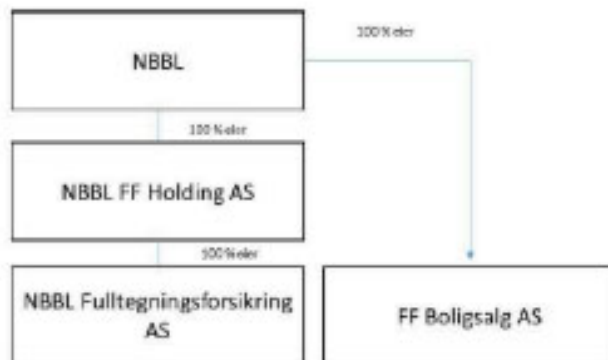 100 % eier
NBBL
100 % eier
NBBL FF Holding AS
100 % eier
NBBL Fulltegningsforsikring
AS
FF Boligsalg AS